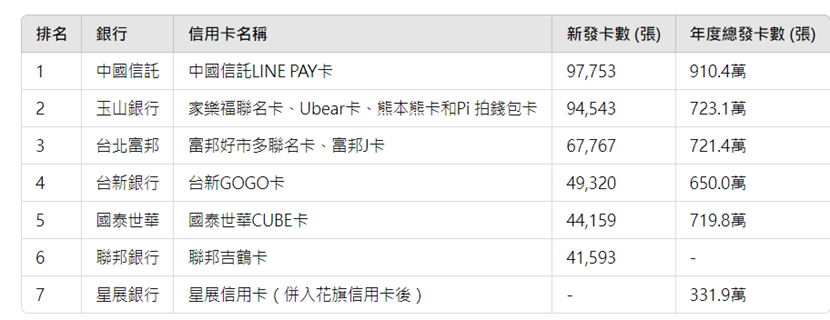 排名 銀行 信用卡名稱 新發卡數 (張) 年度總發卡數 (張)
1 中國信託 中國信託LINE PAY卡 97,753 910.4萬
2 玉山銀行 家樂福聯名卡、Ubear卡、熊本熊卡和Pi 拍錢包卡 94,543 723.1萬
3 台北富邦 富邦好市多聯名卡、富邦J卡 67,767 721.4萬
4 台新銀行 台新GOGO卡 49,320 650.0萬
5 國泰世華 國泰世華CUBE卡 44,159 719.8萬
6 聯邦銀行 聯邦吉鶴卡 41,593 -
7 星展銀行 星展信用卡（併入花旗信用卡後） - 331.9萬